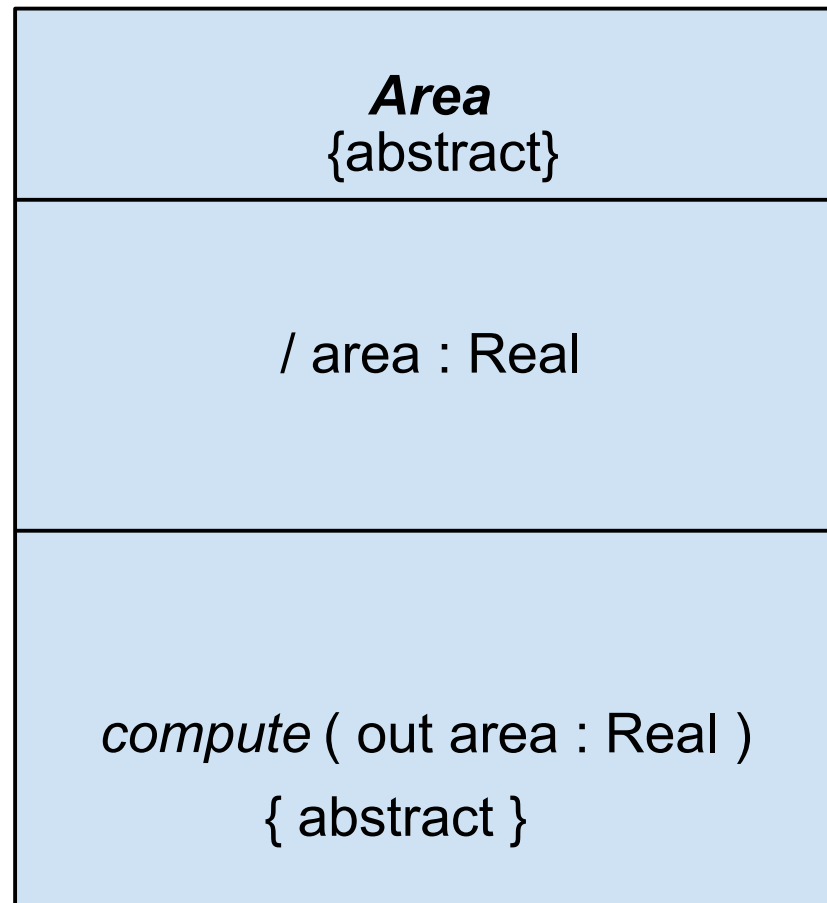 Area
{abstract}
/ area : Real
compute ( out area : Real )
{ abstract }